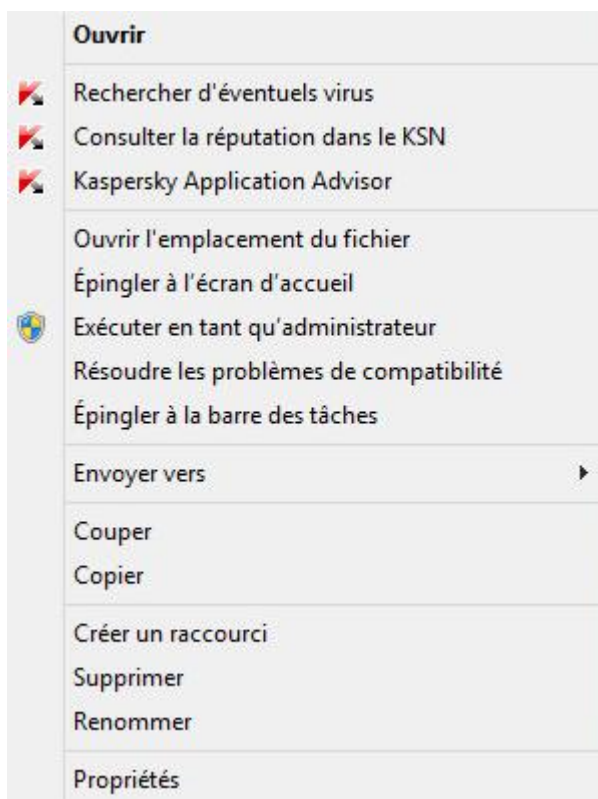 Ouvrir
Rechercher d'éventuels virus
Consulter la réputation dans le KSN
Kaspersky Application Advisor
Ouvrir l'emplacement du fichier
Épingler à l’écran d’accueil
Exécuter en tant qu’administrateur
Résoudre les problèmes de compatibilité
Épingler à la barre des tâches
Envoyer vers
Couper
Copier
Créer un raccourci
Supprimer
Renommer
Propriétés